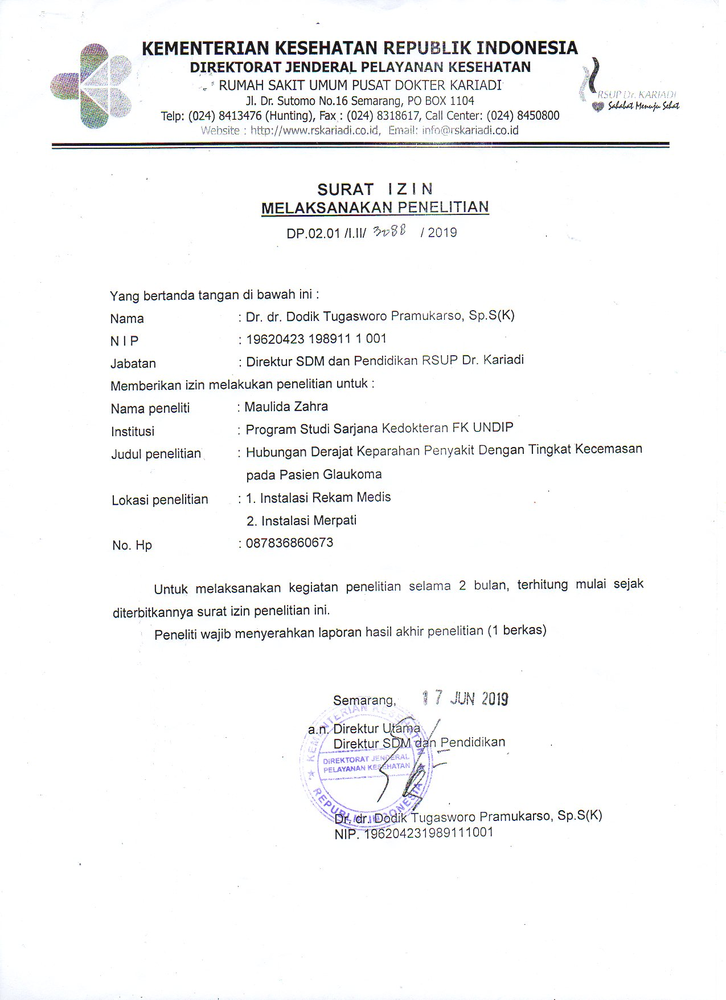 KEMENTERIAN KESEHATAN REPUBLIK INDONESIA
DIREKTORAT JENDERAL PELAYANAN KESEHATAN
RUMAH SAKIT UMUM PUSAT DOKTER KARIADI
Jl. Dr. Sutomo No.16 Semarang, PO BOX 1104
Telp: (024) 8413476 (Hunting), Fax : (024) 8318617, Call Center: (024) 8450800
Website : http://www.rskariadi.co.id, Email: info@rskariadi.co.id
RSUP Dr. KARIADI
Sahabat Menuju Sehat
SURAT I Z I N
MELAKSANAKAN PENELITIAN
DP.02.01 /I.II/ 3088 / 2019
Yang bertanda tangan di bawah ini :
Nama : Dr. dr. Dodik Tugasworo Pramukarso, Sp.S(K)
N I P : 19620423 198911 1 001
Jabatan : Direktur SDM dan Pendidikan RSUP Dr. Kariadi
Memberikan izin melakukan penelitian untuk :
Nama peneliti : Maulida Zahra
Institusi : Program Studi Sarjana Kedokteran FK UNDIP
Judul penelitian : Hubungan Derajat Keparahan Penyakit Dengan Tingkat Kecemasan
pada Pasien Glaukoma
Lokasi penelitian : 1. Instalasi Rekam Medis
2. Instalasi Merpati
No. Hp : 087836860673
Untuk melaksanakan kegiatan penelitian selama 2 bulan, terhitung mulai sejak
diterbitkannya surat izin penelitian ini.
Peneliti wajib menyerahkan laporan hasil akhir penelitian (1 berkas)
Semarang, 17 JUN 2019
a.n. Direktur Utama
Direktur SDM dan Pendidikan
KEMENTERIAN KESEHATAN
DIREKTORAT JENDERAL
PELAYANAN KESEHATAN
REPUBLIK INDONESIA
Dr. dr. Dodik Tugasworo Pramukarso, Sp.S(K)
NIP. 196204231989111001